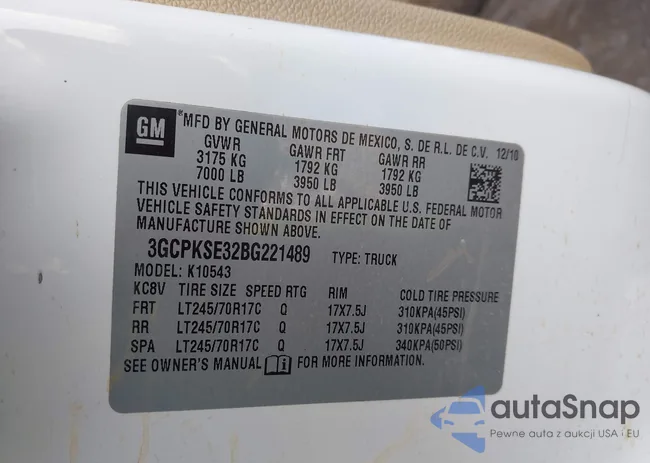 GM
*MFD BY GENERAL MOTORS DE MEXICO, S. DE R.L. DE C.V. 12/10
GVWR GAWR FRT GAWR RR
3175 KG 1792 KG 1792 KG
7000 LB 3950 LB 3950 LB
THIS VEHICLE CONFORMS TO ALL APPLICABLE U.S. FEDERAL MOTOR
VEHICLE SAFETY STANDARDS IN EFFECT ON THE DATE OF
MANUFACTURE SHOWN ABOVE.
3GCPKSE32BG221489 TYPE: TRUCK
MODEL: K10543
KC8V TIRE SIZE SPEED RTG RIM COLD TIRE PRESSURE
FRT LT245/70R17C Q 17X7.5J 310KPA(45PSI)
RR LT245/70R17C Q 17X7.5J 310KPA(45PSI)
SPA LT245/70R17C Q 17X7.5J 340KPA(50PSI)
SEE OWNER'S MANUAL i FOR MORE INFORMATION.
autaSnap
Pewne auta z aukcji USA i EU